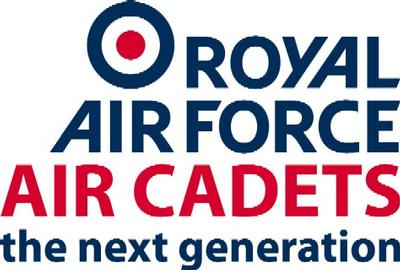 ROYAL
AIR FORCE
AIR CADETS
the next generation